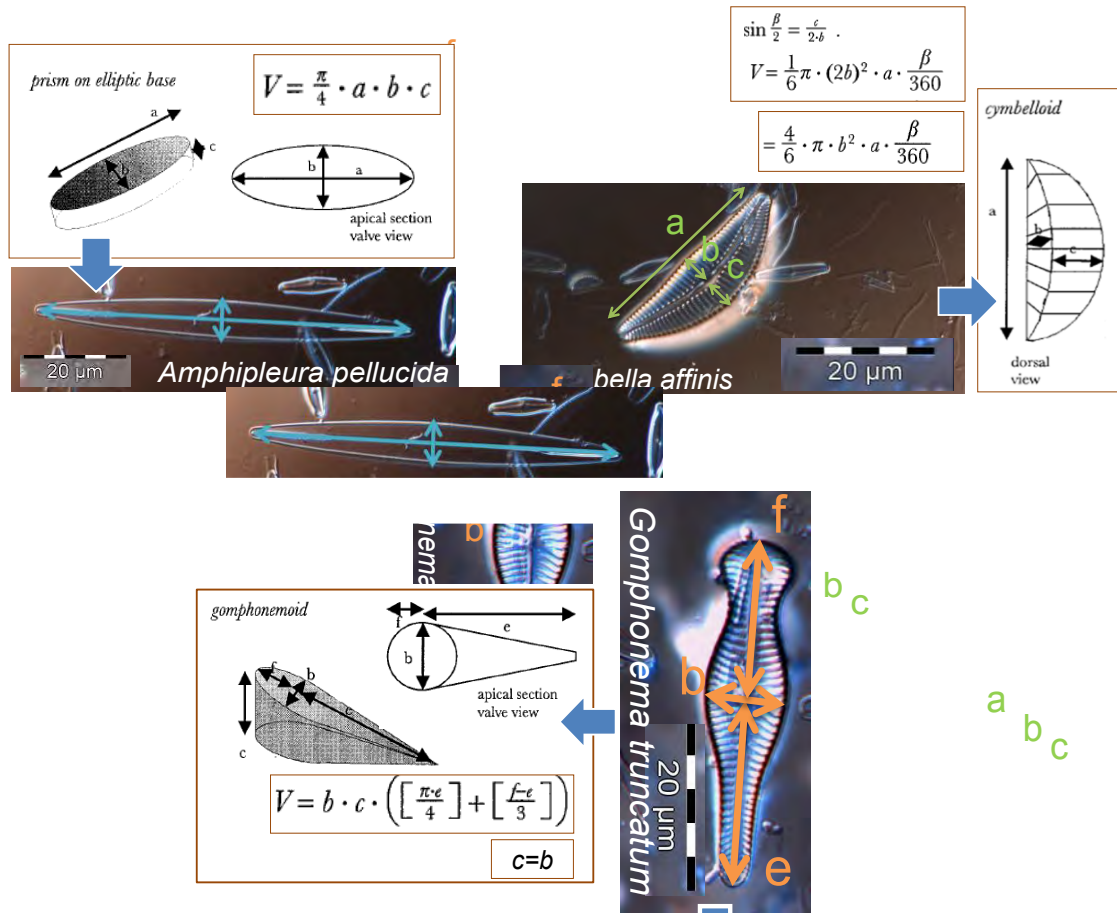 prism on elliptic base
V = π/4 · a · b · c
a
b
c
b
a
apical section
valve view
20 µm
Amphipleura pellucida
sin β/2 = c/2·b .
V = 1/6 π · (2b)² · a · β/360
= 4/6 · π · b² · a · β/360
cymbelloid
a
b
c
dorsal
view
a
b
c
bella affinis
20 µm
f
nema
b
gomphonemoid
f
e
b
apical section
valve view
f
b
e
c
V = b · c · ([π·e/4] + [f–e/3])
c=b
Gomphonema truncatum
20 µm
f
b
e
b
c
a
b
c